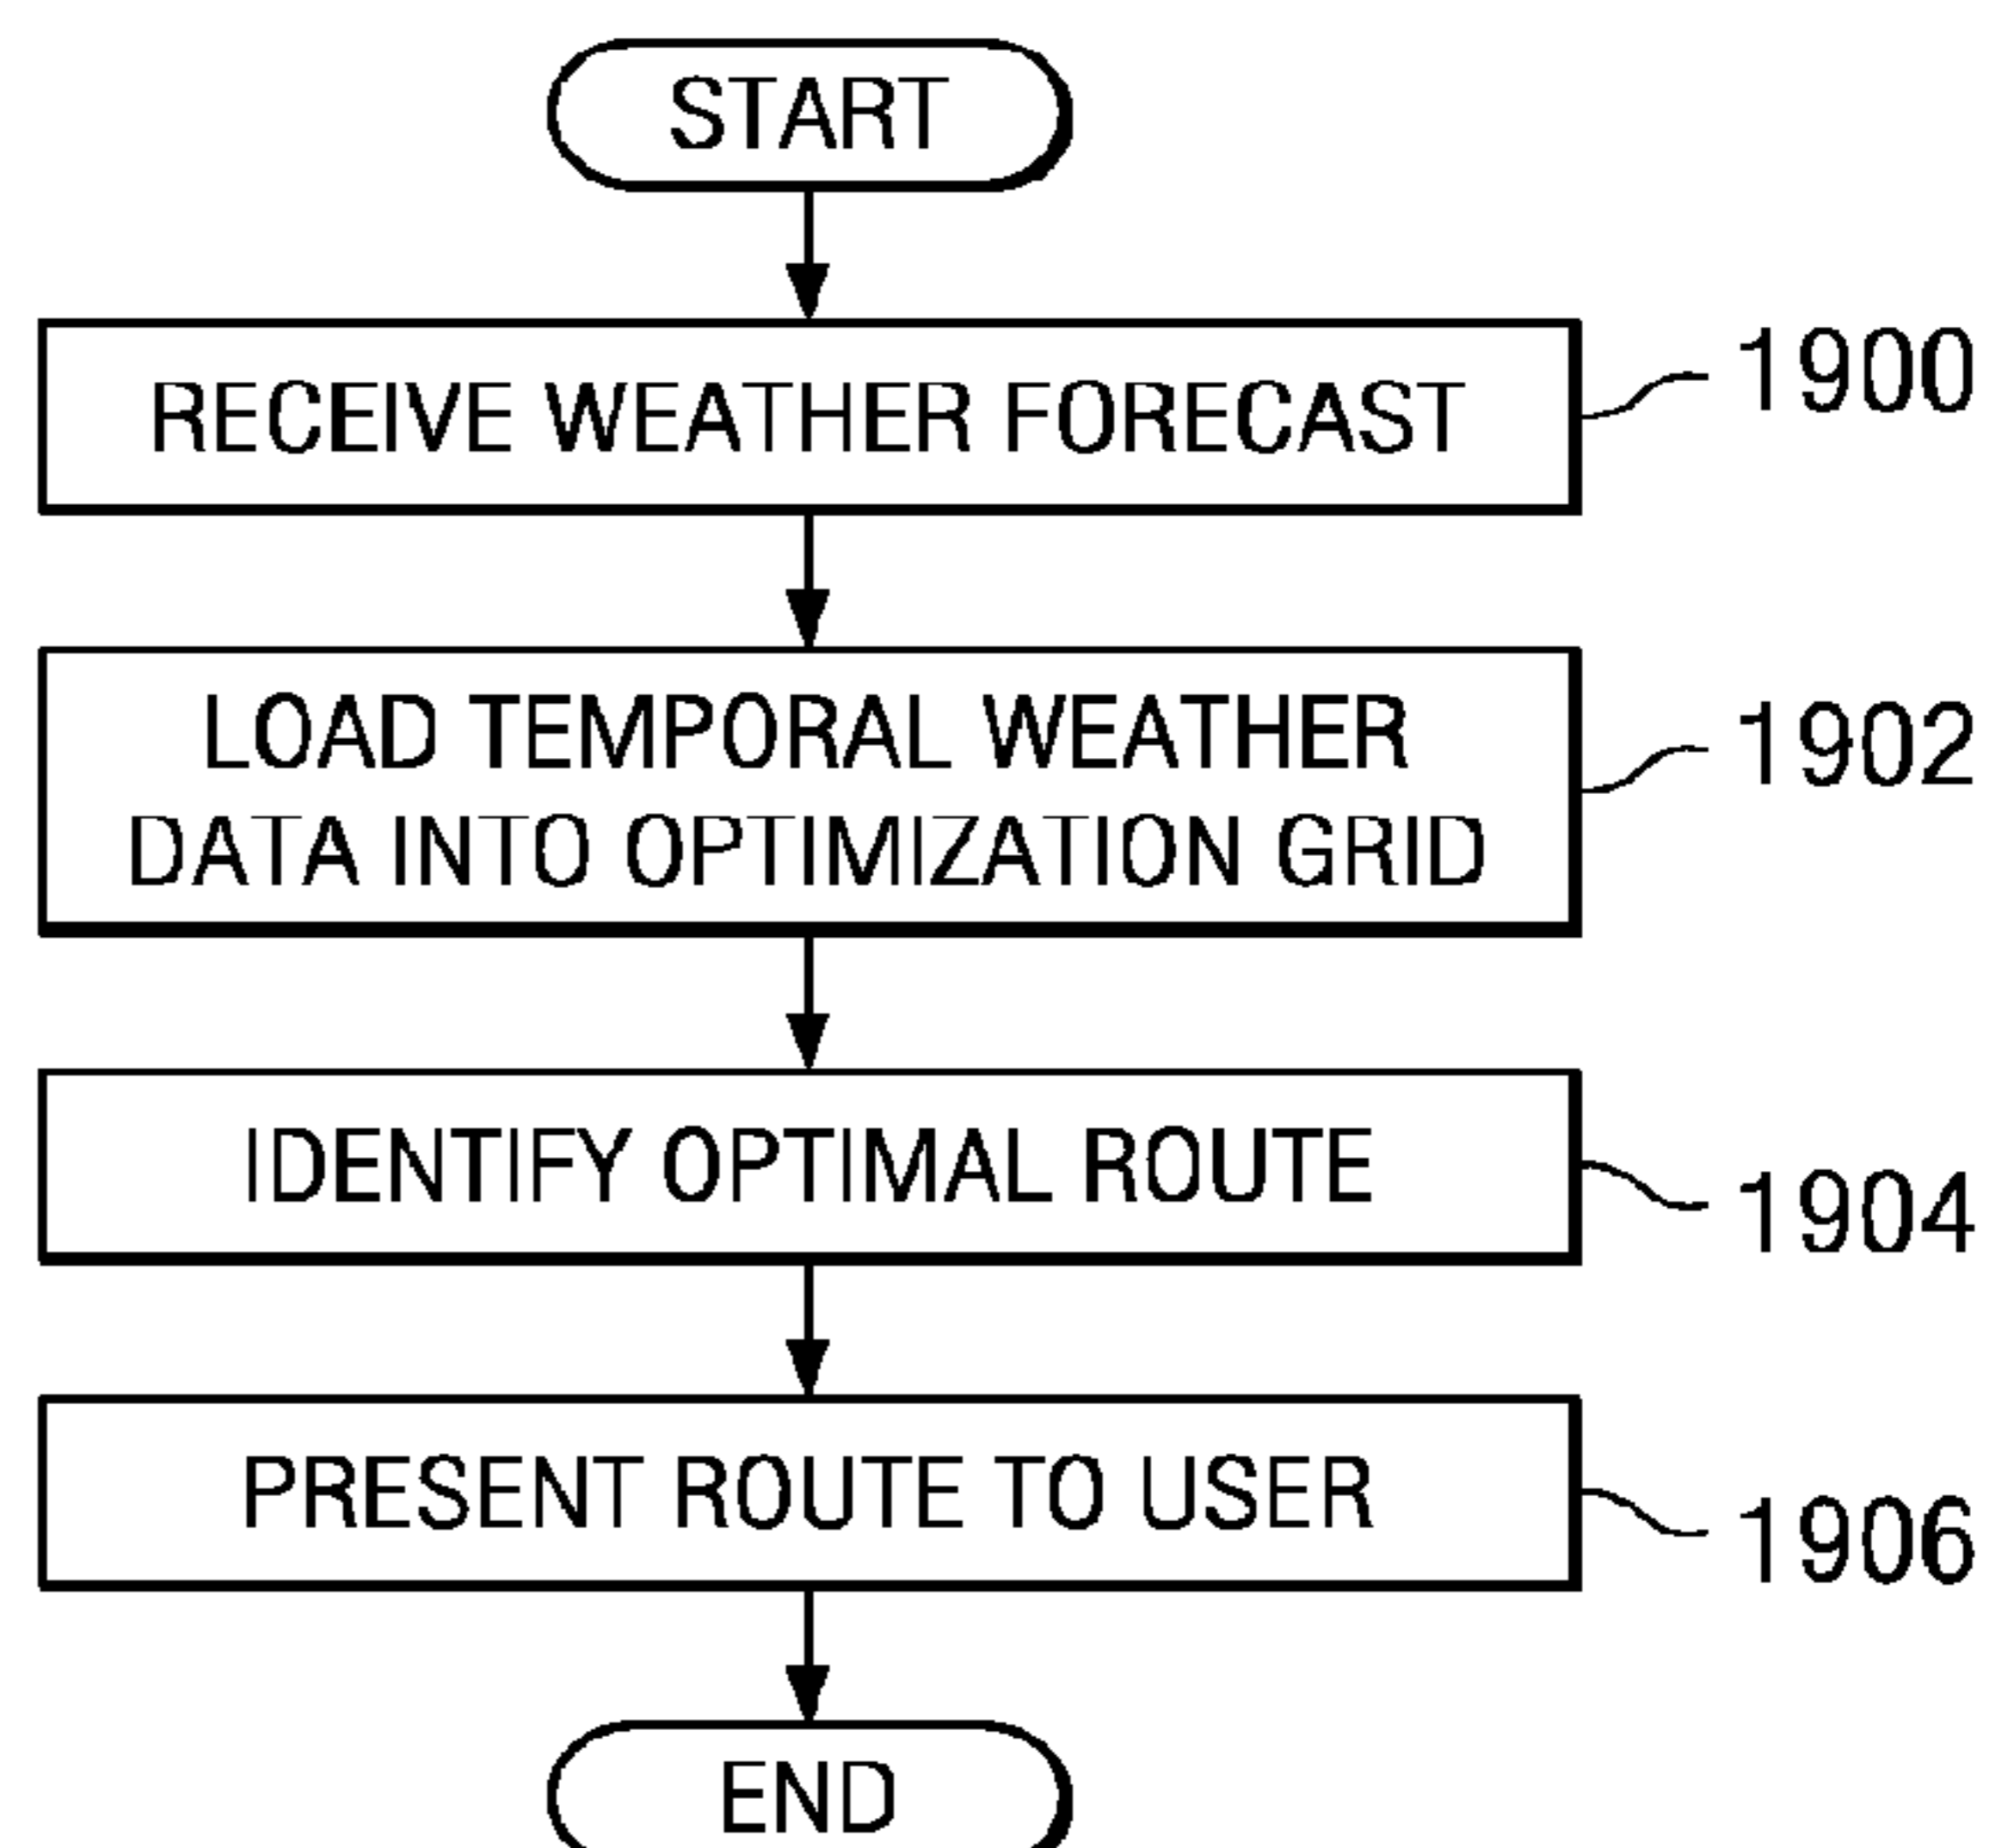 START
RECEIVE WEATHER FORECAST
1900
LOAD TEMPORAL WEATHER
DATA INTO OPTIMIZATION GRID
1902
IDENTIFY OPTIMAL ROUTE
1904
PRESENT ROUTE TO USER
1906
END